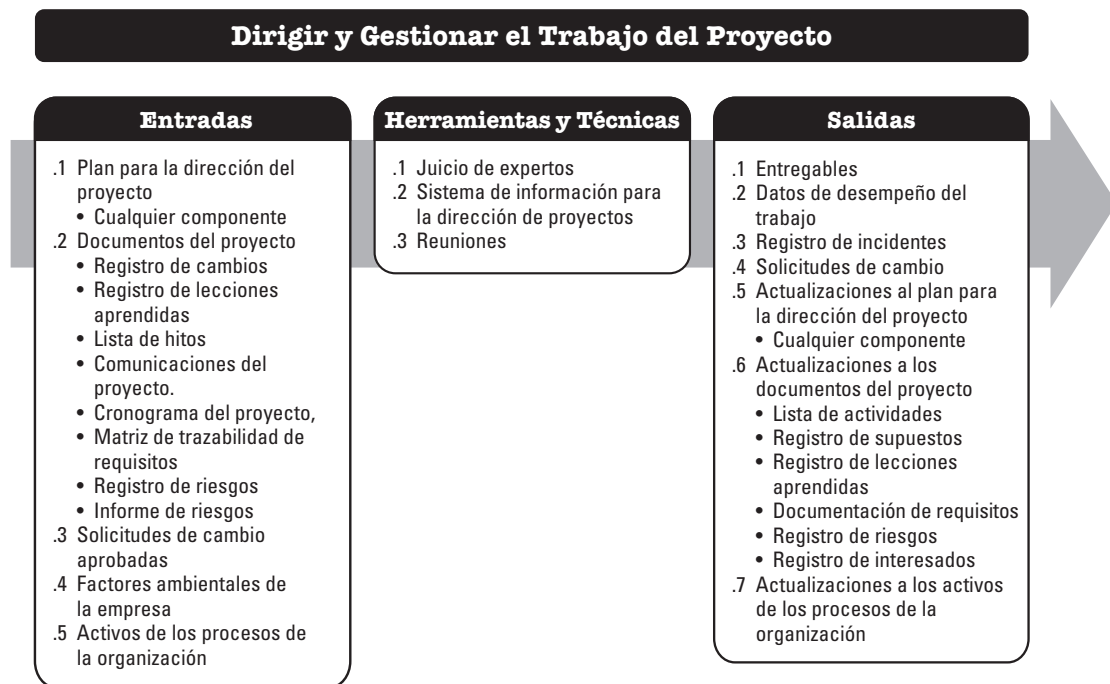 Dirigir y Gestionar el Trabajo del Proyecto
Entradas
.1 Plan para la dirección del
proyecto
• Cualquier componente
.2 Documentos del proyecto
• Registro de cambios
• Registro de lecciones
aprendidas
• Lista de hitos
• Comunicaciones del
proyecto.
• Cronograma del proyecto,
• Matriz de trazabilidad de
requisitos
• Registro de riesgos
• Informe de riesgos
.3 Solicitudes de cambio
aprobadas
.4 Factores ambientales de
la empresa
.5 Activos de los procesos de
la organización
Herramientas y Técnicas
.1 Juicio de expertos
.2 Sistema de información para
la dirección de proyectos
.3 Reuniones
Salidas
.1 Entregables
.2 Datos de desempeño del
trabajo
.3 Registro de incidentes
.4 Solicitudes de cambio
.5 Actualizaciones al plan para
la dirección del proyecto
• Cualquier componente
.6 Actualizaciones a los
documentos del proyecto
• Lista de actividades
• Registro de supuestos
• Registro de lecciones
aprendidas
• Documentación de requisitos
• Registro de riesgos
• Registro de interesados
.7 Actualizaciones a los activos
de los procesos de la
organización